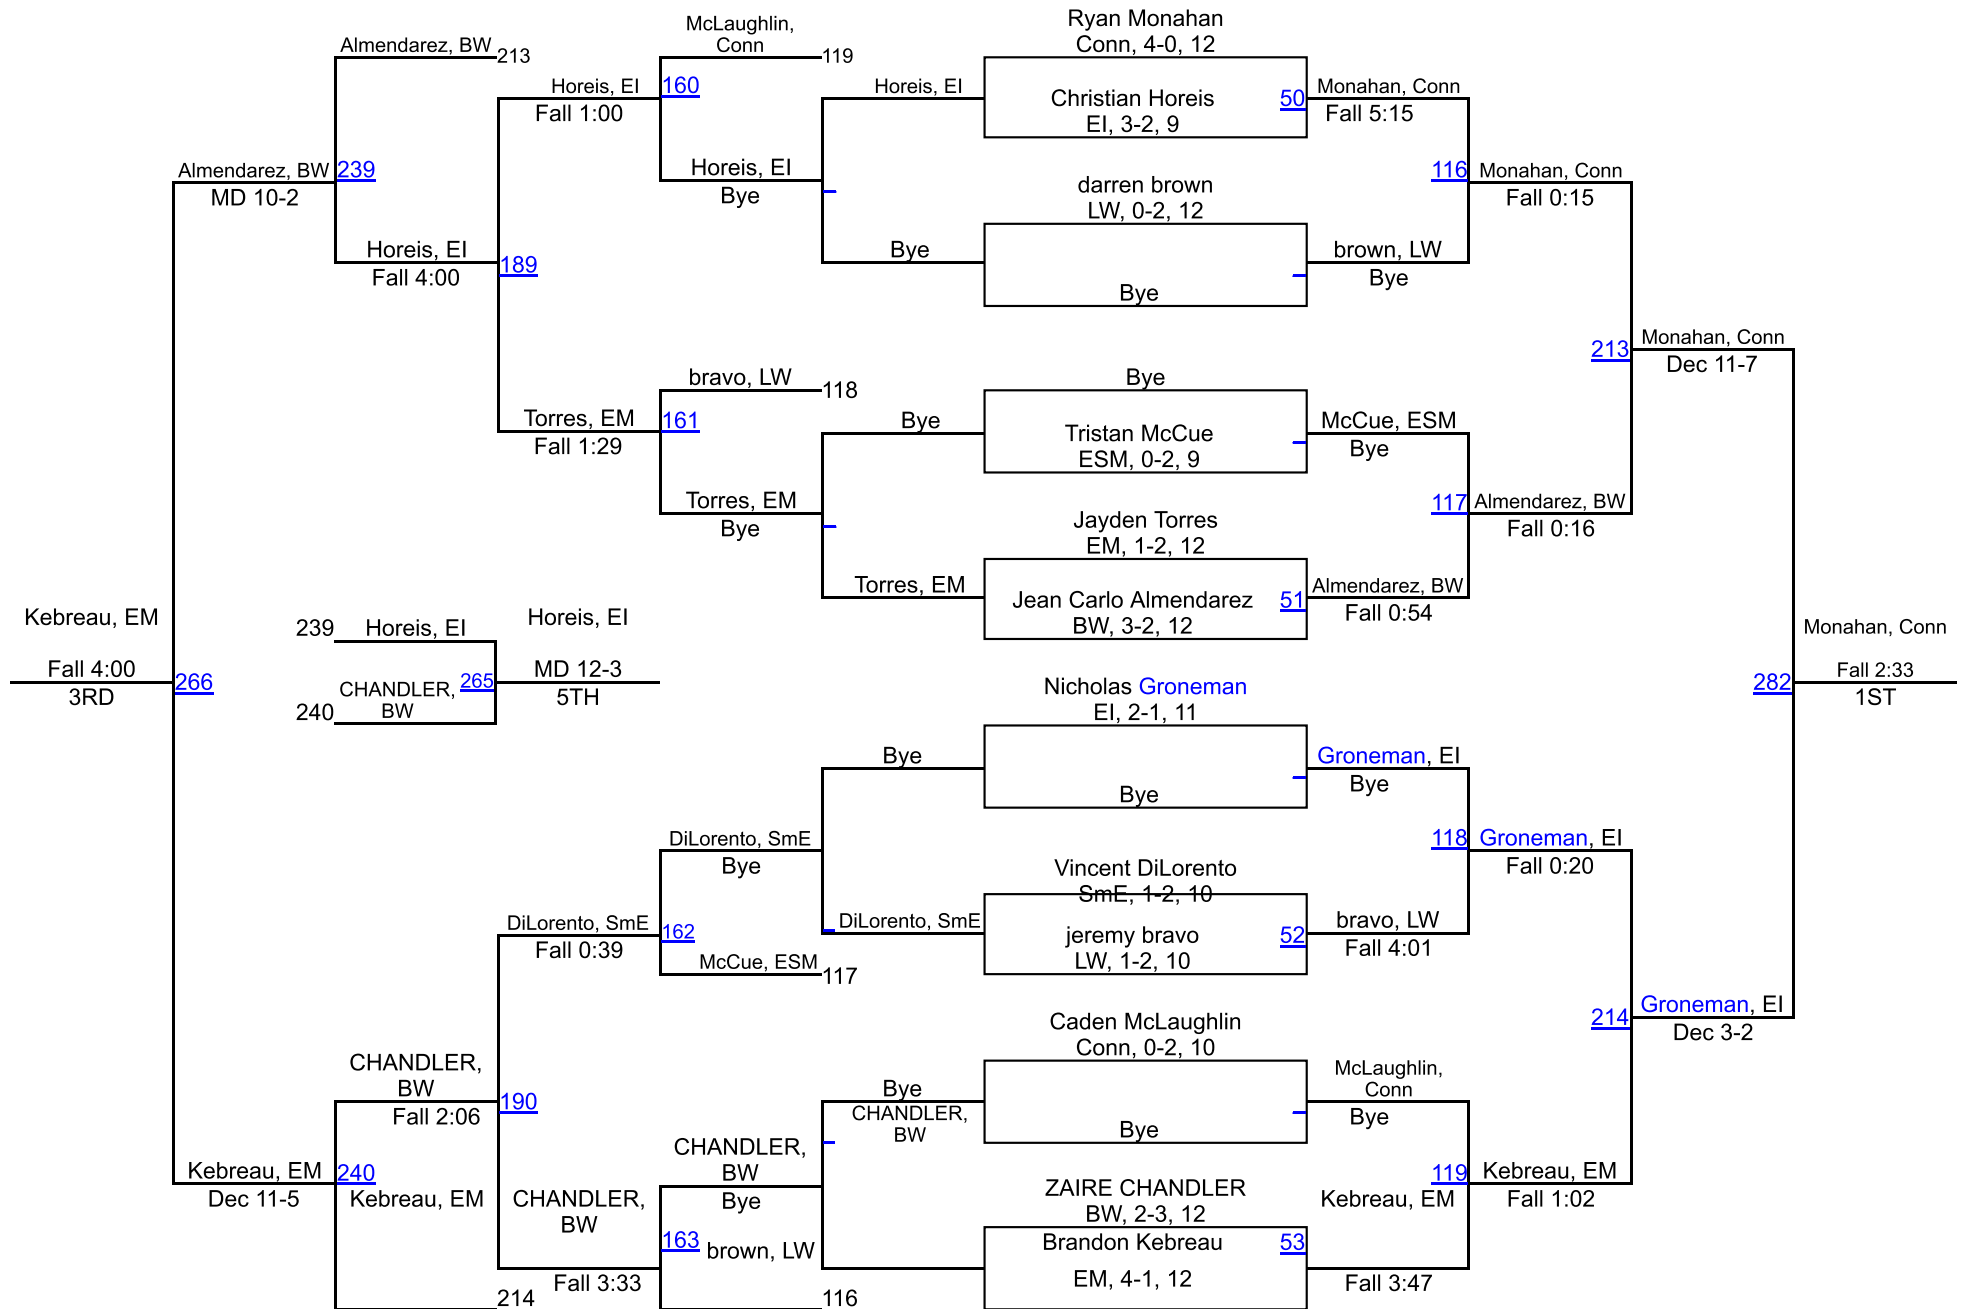 Ryan Monahan
McLaughlin,
Conn
Almendarez, BW
213
119
Conn, 4-0, 12
Horeis, EI
160
Horeis, EI
Christian Horeis
50
Monahan, Conn
Fall 1:00
EI, 3-2, 9
Fall 5:15
Almendarez, BW
239
Horeis, EI
116
Monahan, Conn
MD 10-2
Bye
darren brown
Fall 0:15
LW, 0-2, 12
Horeis, EI
Bye
brown, LW
Fall 4:00
189
Bye
Bye
213
Monahan, Conn
Dec 11-7
bravo, LW
118
Bye
Torres, EM
161
Bye
Tristan McCue
McCue, ESM
Fall 1:29
ESM, 0-2, 9
Bye
Torres, EM
117
Almendarez, BW
Bye
Jayden Torres
Fall 0:16
EM, 1-2, 12
Torres, EM
Jean Carlo Almendarez
51
Almendarez, BW
BW, 3-2, 12
Fall 0:54
Kebreau, EM
239
Horeis, EI
Horeis, EI
Monahan, Conn
Fall 4:00
266
CHANDLER,
BW
265
MD 12-3
282
Fall 2:33
3RD
240
5TH
1ST
Nicholas Groneman
EI, 2-1, 11
Bye
Groneman, EI
Bye
Bye
DiLorento, SmE
118
Groneman, EI
Bye
Vincent DiLorento
Fall 0:20
SmE, 1-2, 10
DiLorento, SmE
162
DiLorento, SmE
jeremy bravo
52
bravo, LW
Fall 0:39
LW, 1-2, 10
Fall 4:01
McCue, ESM
117
Caden McLaughlin
214
Groneman, EI
Conn, 0-2, 10
Dec 3-2
CHANDLER,
BW
190
Bye
McLaughlin,
Conn
Fall 2:06
CHANDLER,
BW
Bye
Bye
CHANDLER,
BW
Kebreau, EM
240
Bye
ZAIRE CHANDLER
119
Kebreau, EM
Dec 11-5
Kebreau, EM
CHANDLER,
BW
BW, 2-3, 12
Kebreau, EM
Fall 1:02
163
brown, LW
Brandon Kebreau
53
Fall 3:33
EM, 4-1, 12
Fall 3:47
214
116